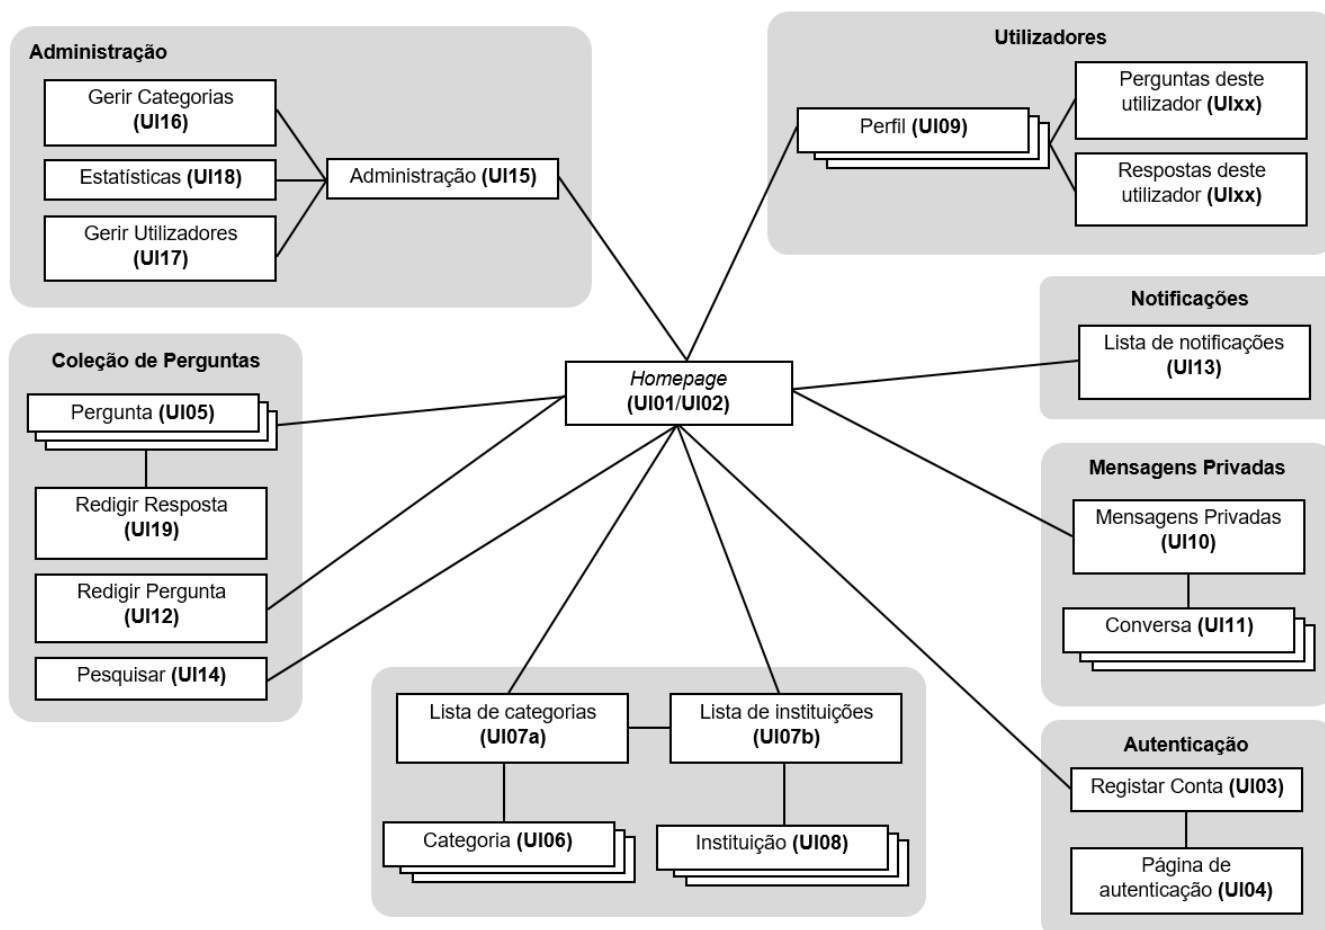 Administração
Gerir Categorias
(UI16)
Estatísticas (UI18)
Gerir Utilizadores
(UI17)
Administração (UI15)
Utilizadores
Perfil (UI09)
Perguntas deste
utilizador (UIxx)
Respostas deste
utilizador (UIxx)
Notificações
Lista de notificações
(UI13)
Coleção de Perguntas
Pergunta (UI05)
Redigir Resposta
(UI19)
Redigir Pergunta
(UI12)
Pesquisar (UI14)
Homepage
(UI01/UI02)
Mensagens Privadas
Mensagens Privadas
(UI10)
Conversa (UI11)
Lista de categorias
(UI07a)
Lista de instituições
(UI07b)
Categoria (UI06)
Instituição (UI08)
Autenticação
Registar Conta (UI03)
Página de
autenticação (UI04)